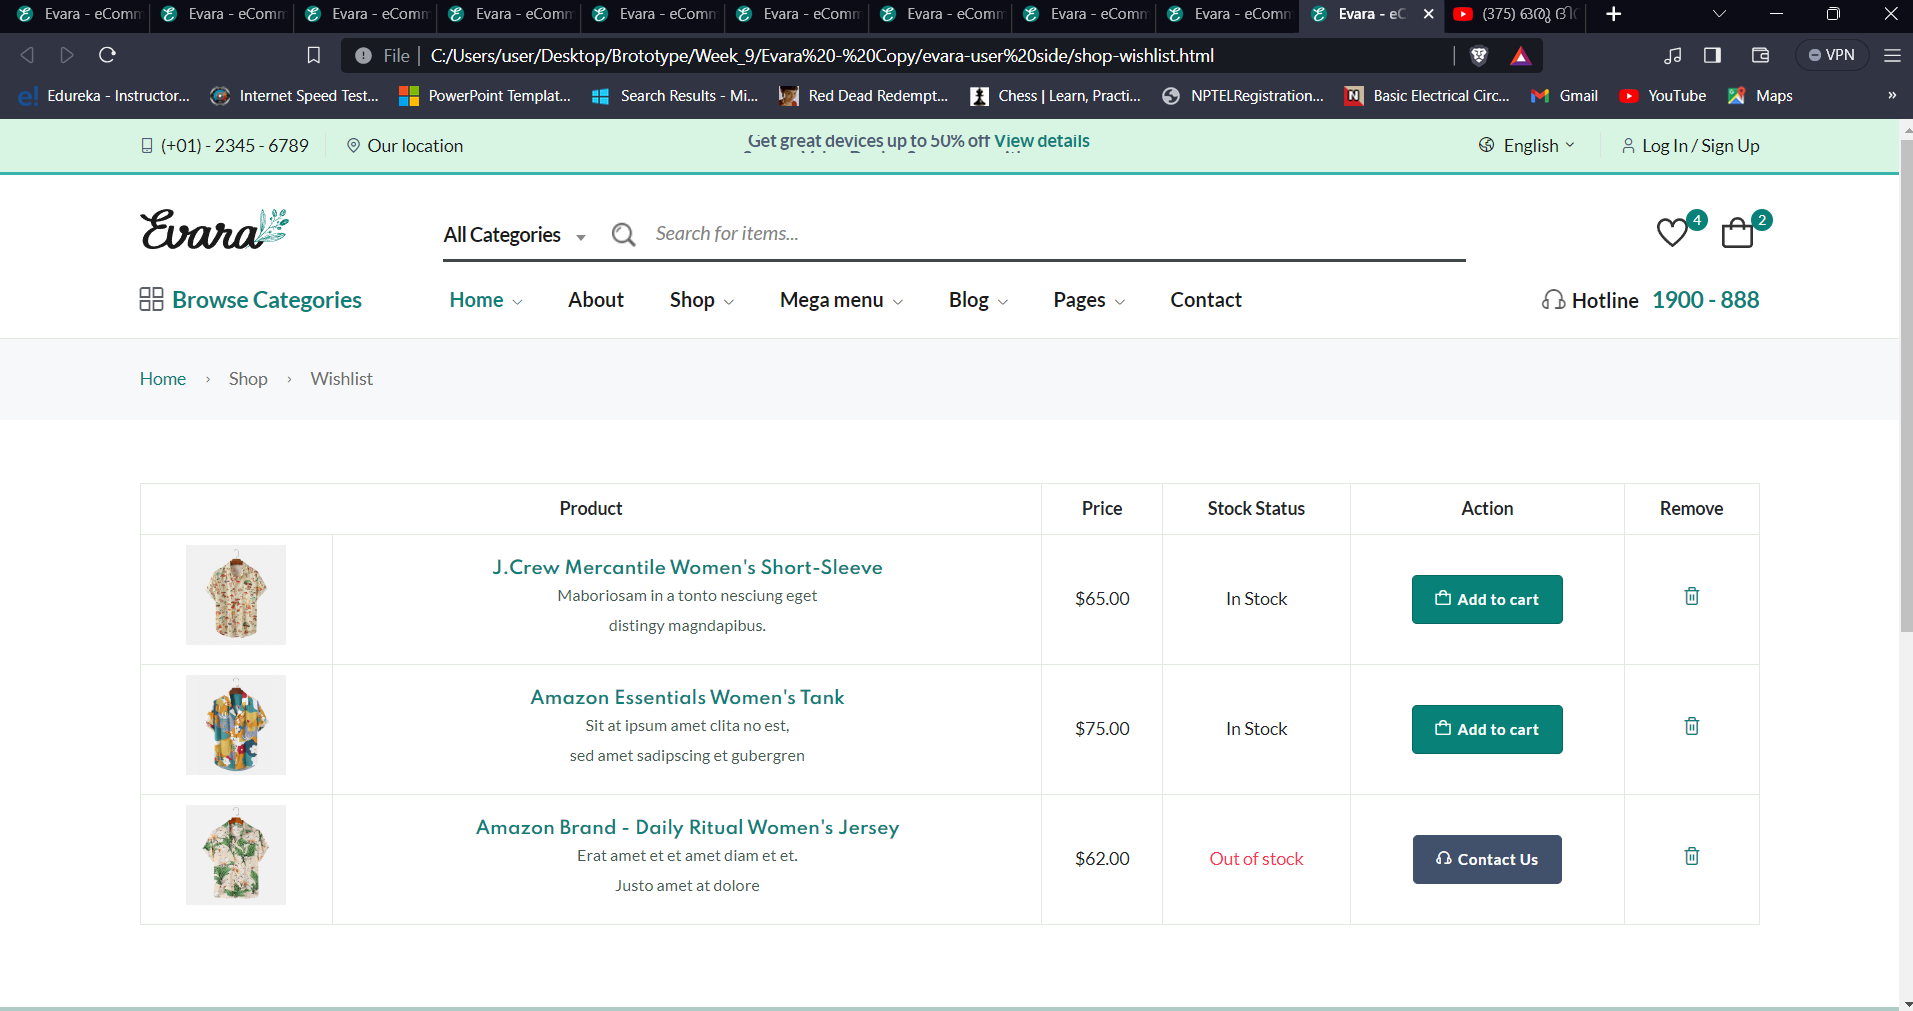 Evara - eComm Evara - eComm Evara - eComm Evara - eComm Evara - eComm Evara - eComm Evara - eComm Evara - eComm Evara - eComm Evara - eC (375) ഒരു
File C:/Users/user/Desktop/Brototype/Week_9/Evara%20-%20Copy/evara-user%20side/shop-wishlist.html VPN
Edureka - Instructor... Internet Speed Test... PowerPoint Templat... Search Results - Mi... Red Dead Redempt... Chess | Learn, Practi... NPTELRegistration... Basic Electrical Circ... Gmail YouTube Maps »
(+01) - 2345 - 6789 Our location Get great devices up to 50% off View details English Log In / Sign Up
Evara All Categories Search for items... 4 2
Browse Categories Home About Shop Mega menu Blog Pages Contact Hotline 1900 - 888
Home › Shop › Wishlist
Product Price Stock Status Action Remove
J.Crew Mercantile Women's Short-Sleeve
Maboriosam in a tonto nesciung eget
distingy magndapibus.
$65.00 In Stock Add to cart
Amazon Essentials Women's Tank
Sit at ipsum amet clita no est,
sed amet sadipscing et gubergren
$75.00 In Stock Add to cart
Amazon Brand - Daily Ritual Women's Jersey
Erat amet et et amet diam et et.
Justo amet at dolore
$62.00 Out of stock Contact Us